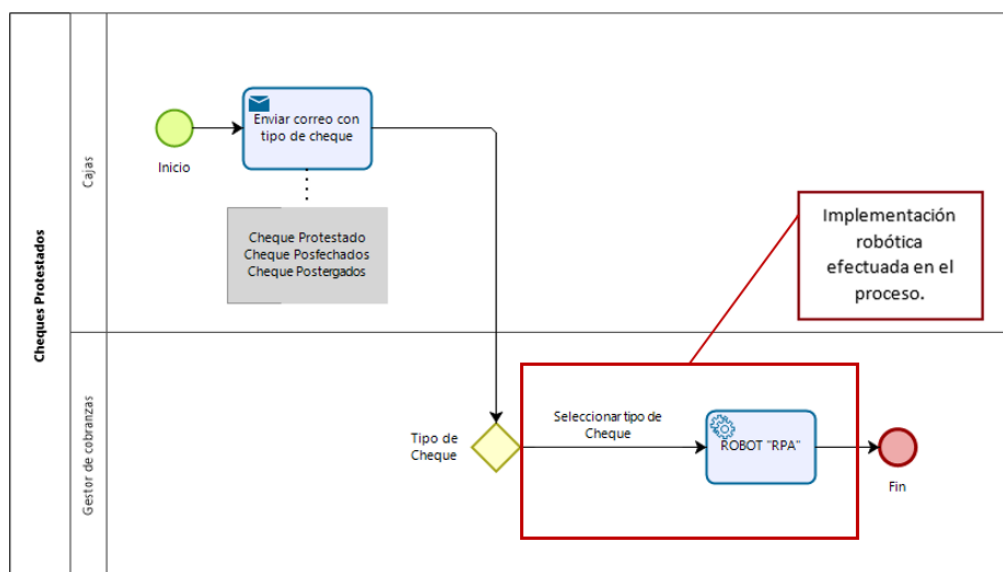 Cheques Protestados
Cajas
Inicio
Enviar correo con
tipo de cheque
Cheque Protestado
Cheque Posfechados
Cheque Postergados
Implementación
robótica
efectuada en el
proceso.
Gestor de cobranzas
Tipo de
Cheque
Seleccionar tipo de
Cheque
ROBOT "RPA"
Fin